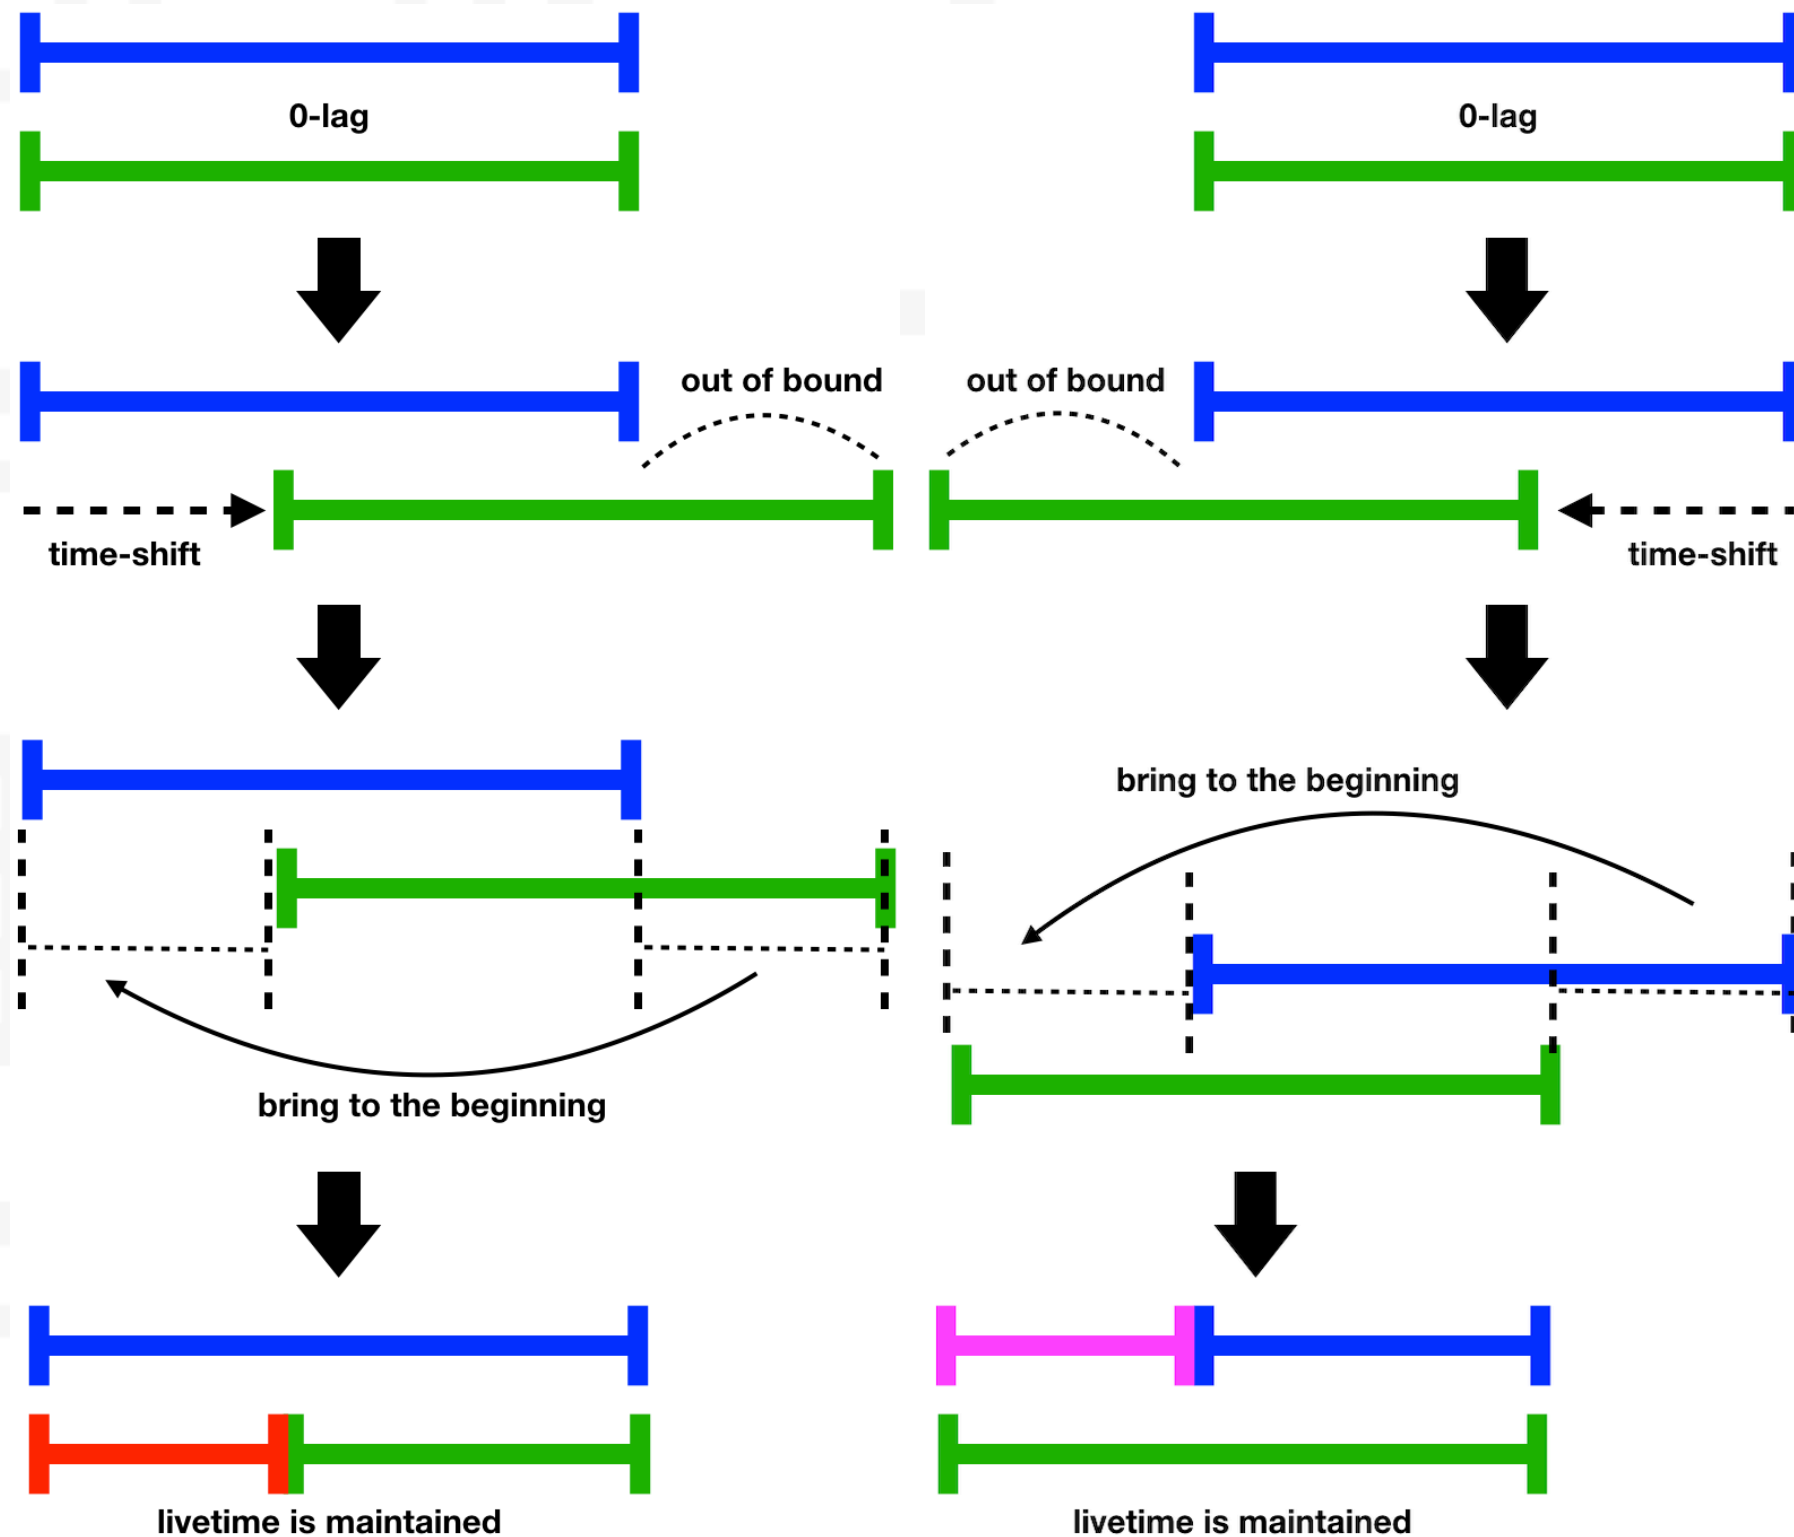 0-lag
0-lag
out of bound
out of bound
time-shift
time-shift
bring to the beginning
bring to the beginning
livetime is maintained
livetime is maintained